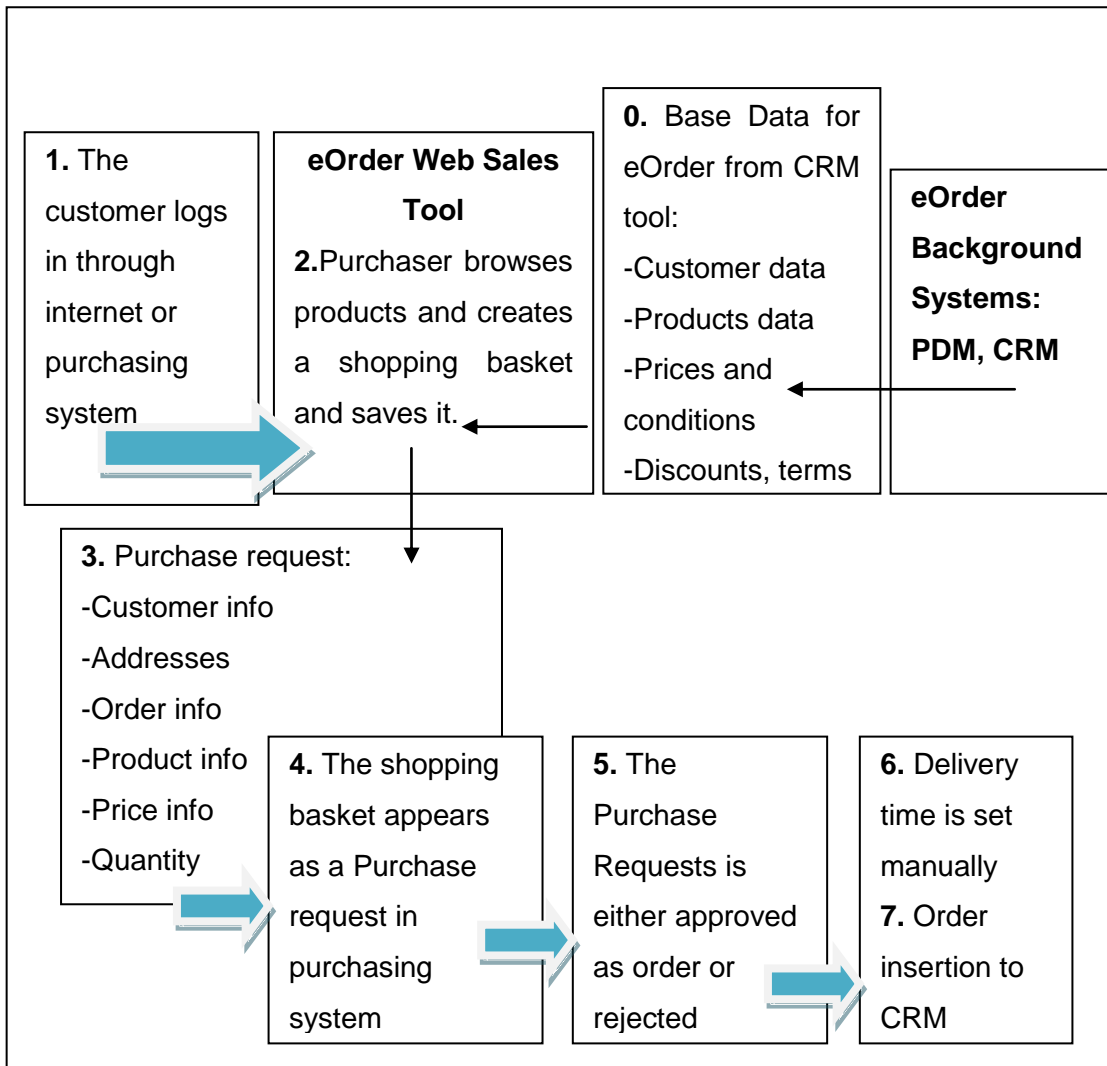 1. The
customer logs
in through
internet or
purchasing
system
eOrder Web Sales
Tool
2.Purchaser browses
products and creates
a shopping basket
and saves it.
0. Base Data for
eOrder from CRM
tool:
-Customer data
-Products data
-Prices and
conditions
-Discounts, terms
eOrder
Background
Systems:
PDM, CRM
3. Purchase request:
-Customer info
-Addresses
-Order info
-Product info
-Price info
-Quantity
4. The shopping
basket appears
as a Purchase
request in
purchasing
system
5. The
Purchase
Requests is
either approved
as order or
rejected
6. Delivery
time is set
manually
7. Order
insertion to
CRM